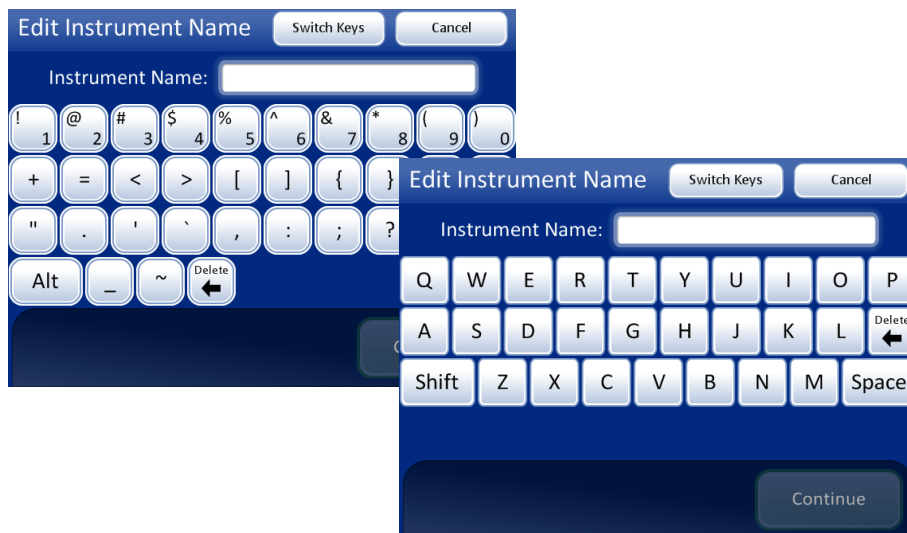 Edit Instrument Name Switch Keys Cancel
Instrument Name:
! 1 @ 2 # 3 $ 4 % 5 ^ 6 & 7 * 8 ( 9 ) 0
+ = < > [ ] { }
" . ' ` , : ; ?
Alt _ ~ Delete
Edit Instrument Name Switch Keys Cancel
Instrument Name:
Q W E R T Y U I O P
A S D F G H J K L Delete
Shift Z X C V B N M Space
Continue